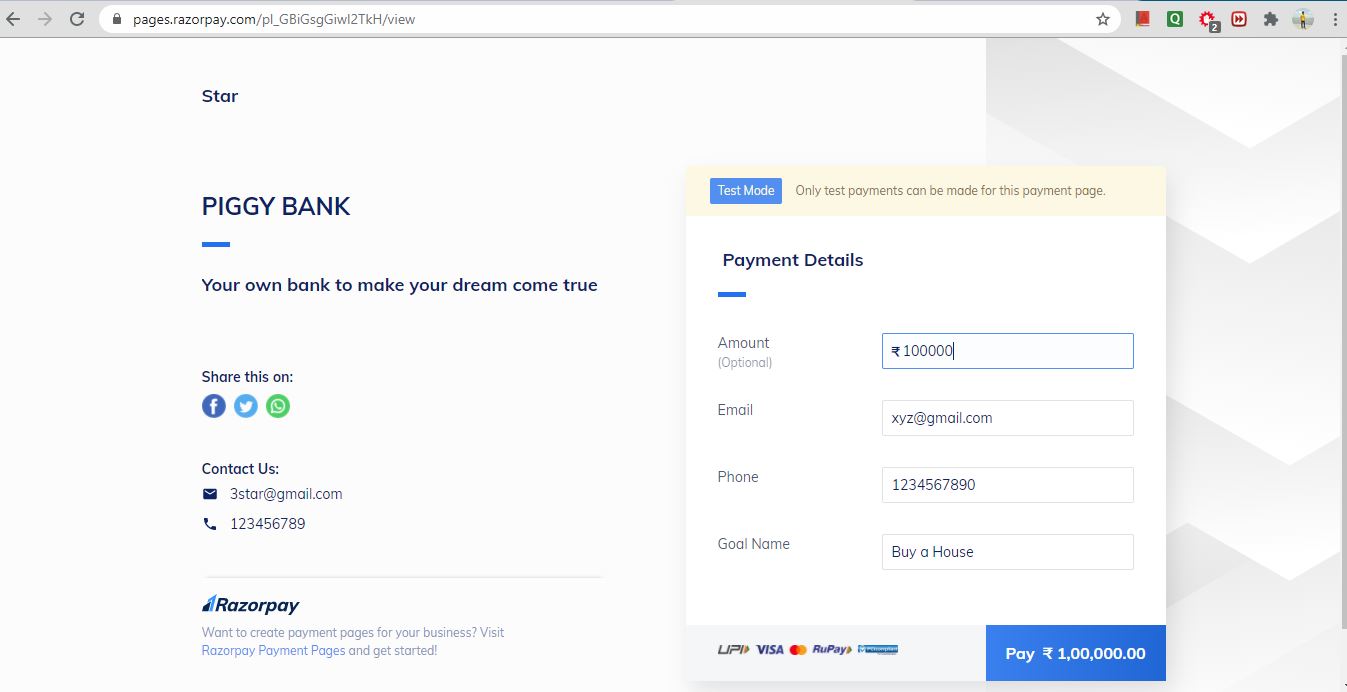 pages.razorpay.com/pl_GBiGsgGiwI2TkH/view
2
Star
PIGGY BANK
Your own bank to make your dream come true
Share this on:
Contact Us:
3star@gmail.com
123456789
Razorpay
Want to create payment pages for your business? Visit
Razorpay Payment Pages and get started!
Test Mode Only test payments can be made for this payment page.
Payment Details
Amount
(Optional)
₹ 100000
Email
xyz@gmail.com
Phone
1234567890
Goal Name
Buy a House
UPI VISA RuPay
Pay ₹ 1,00,000.00